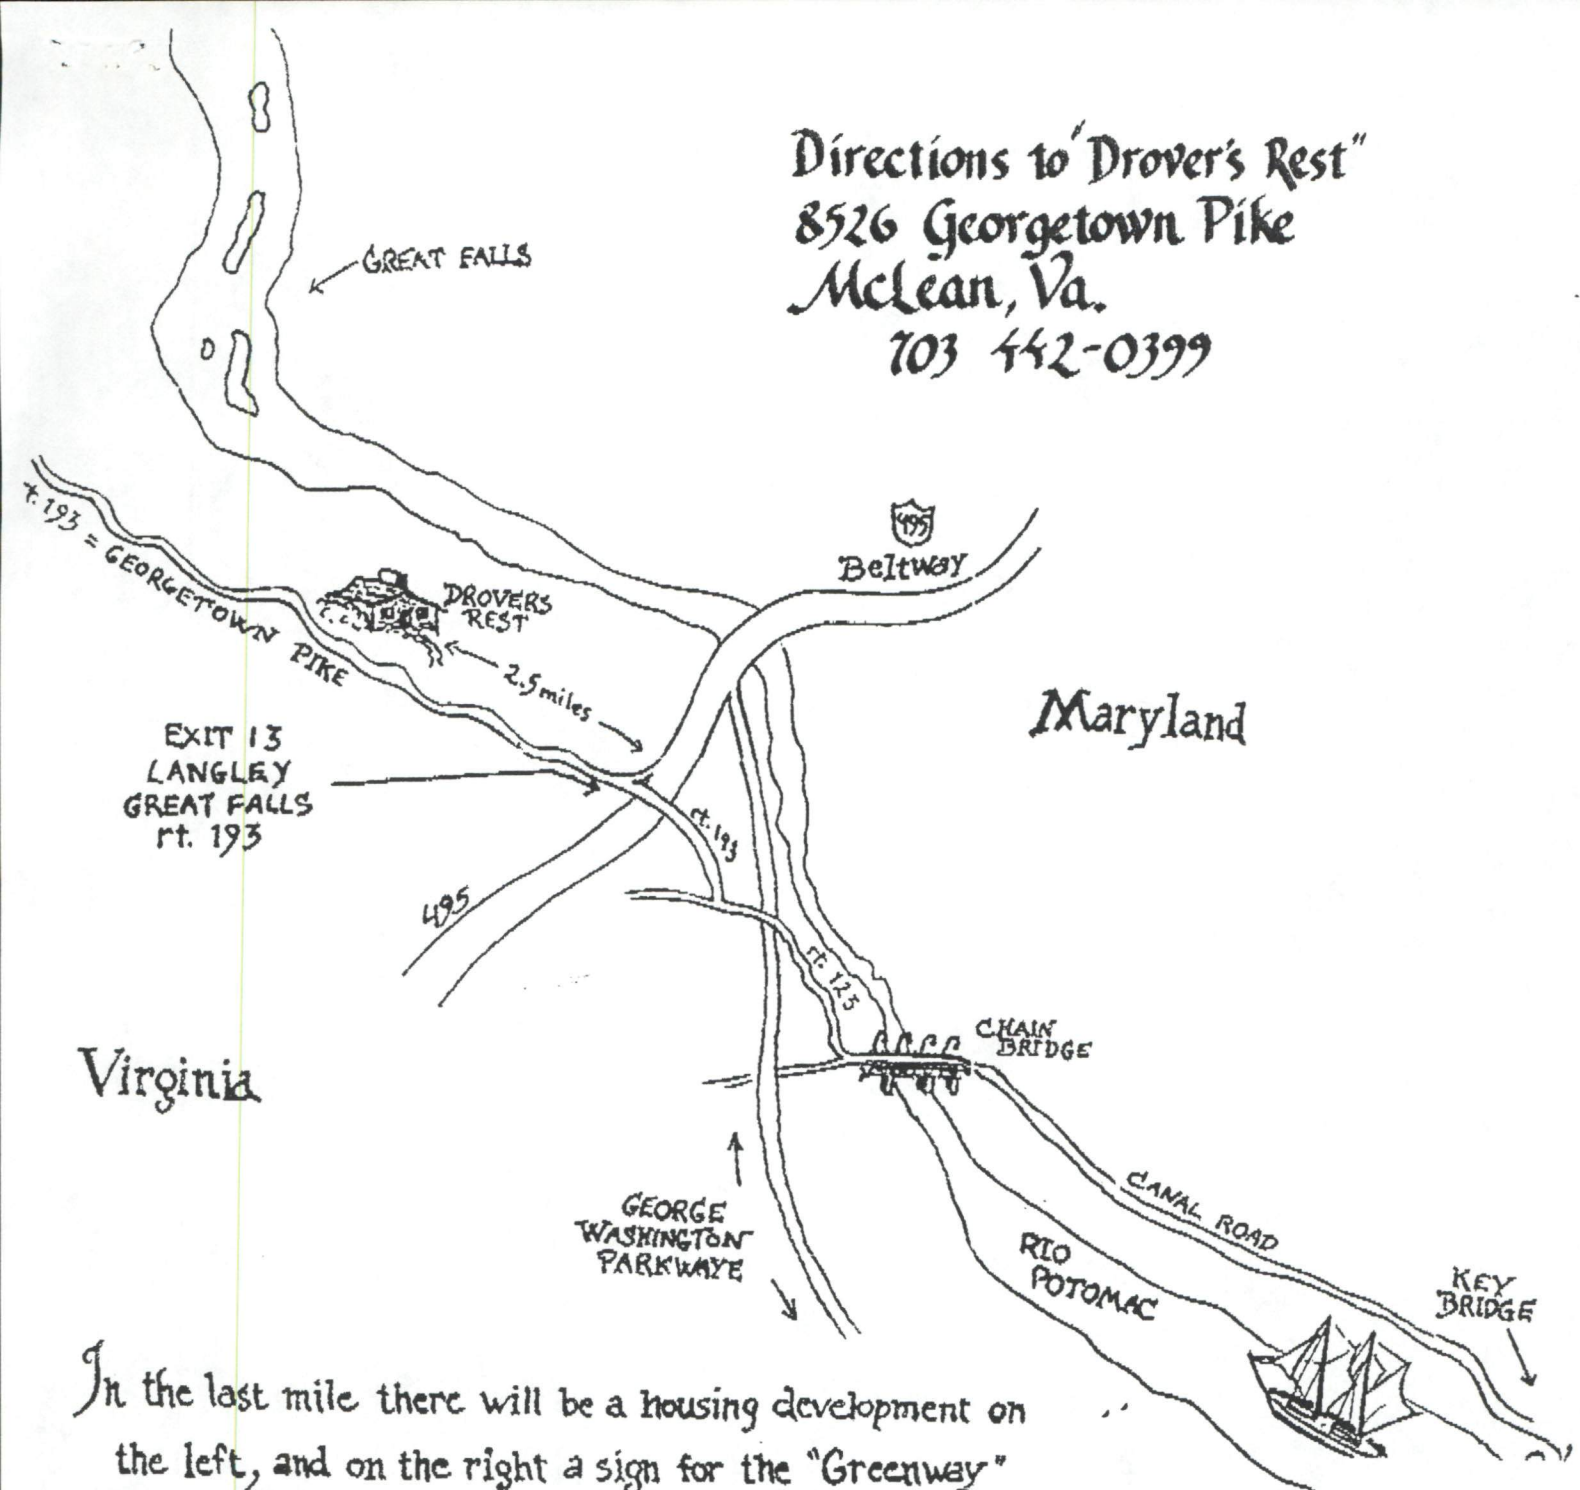 Directions to "Drover's Rest"
8526 Georgetown Pike
McLean, Va.
703 442-0399
GREAT FALLS
rt. 193 = GEORGETOWN PIKE
DROVERS
REST
2.5 miles
495
Beltway
Maryland
EXIT 13
LANGLEY
GREAT FALLS
rt. 193
rt. 193
495
rt. 123
CHAIN
BRIDGE
Virginia
GEORGE
WASHINGTON
PARKWAYE
CANAL ROAD
RIO
POTOMAC
KEY
BRIDGE
In the last mile there will be a housing development on
the left, and on the right a sign for the "Greenway"